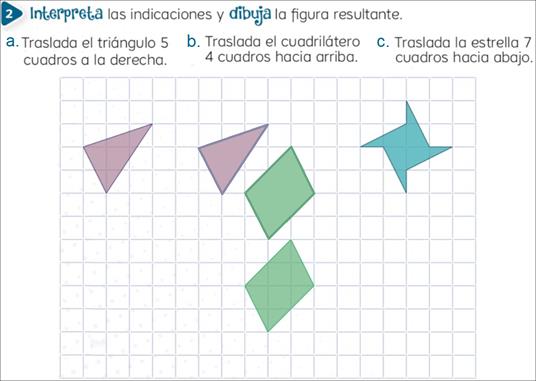 2 Interpreta las indicaciones y dibuja la figura resultante.
a. Traslada el triángulo 5
cuadros a la derecha.
b. Traslada el cuadrilátero
4 cuadros hacia arriba.
c. Traslada la estrella 7
cuadros hacia abajo.